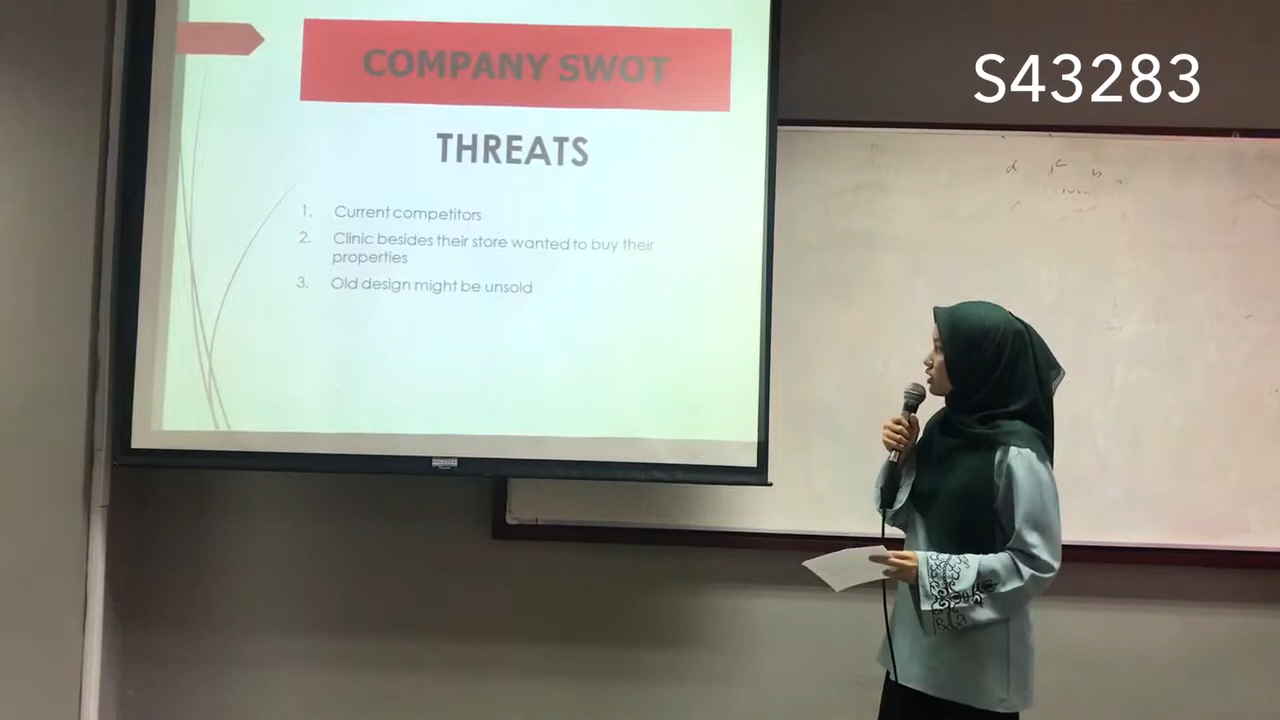 COMPANY SWOT
S43283
THREATS
1. Current competitors
2. Clinic besides their store wanted to buy their
properties
3. Old design might be unsold